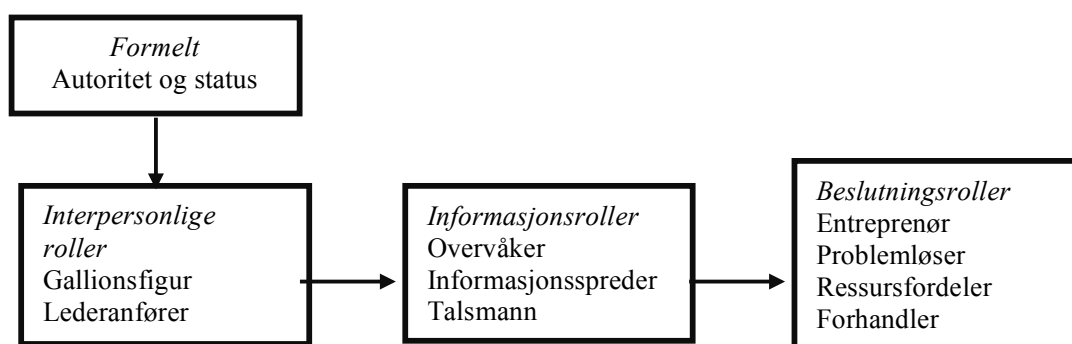 Formelt
Autoritet og status
Interpersonlige
roller
Gallionsfigur
Lederanfører
Informasjonsroller
Overvåker
Informasjonsspreder
Talsmann
Beslutningsroller
Entreprenør
Problemløser
Ressursfordeler
Forhandler